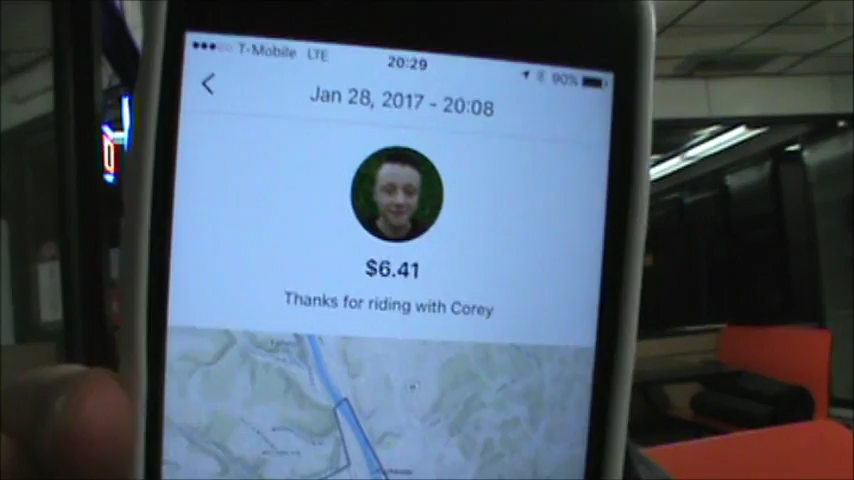 T-Mobile LTE 20:29 90%
Jan 28, 2017 - 20:08
$6.41
Thanks for riding with Corey